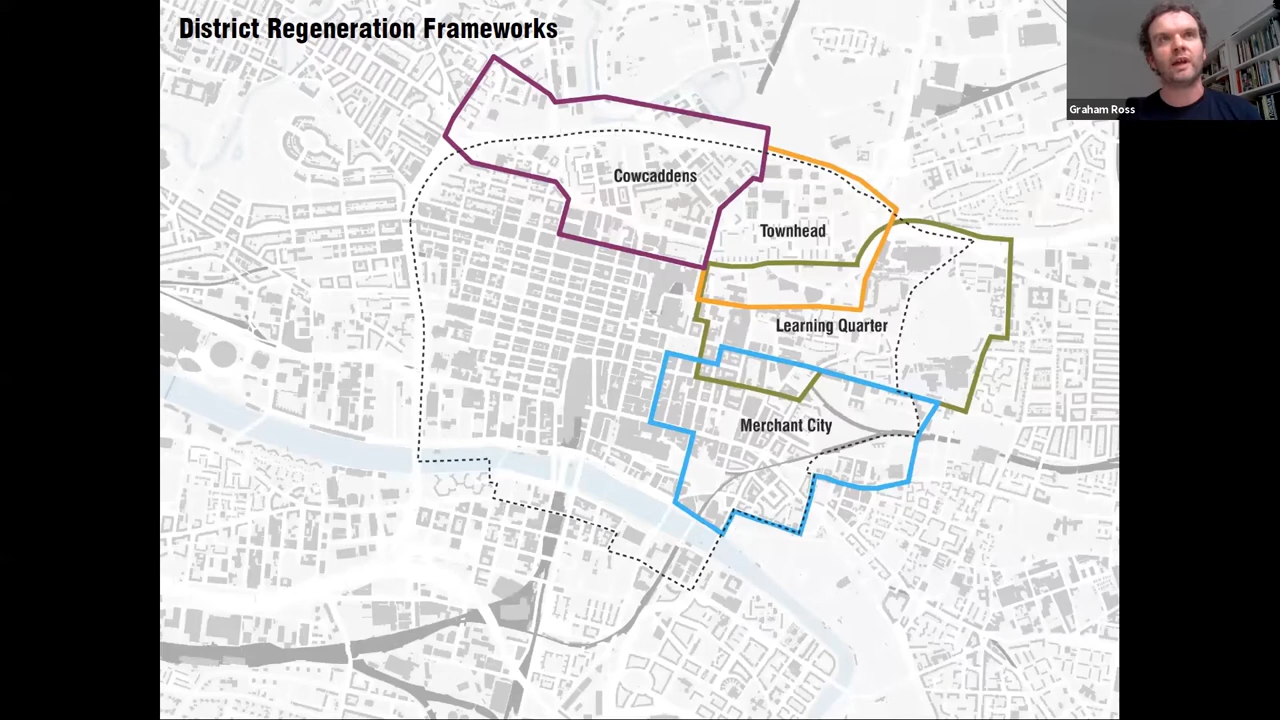 District Regeneration Frameworks
Graham Ross
Cowcaddens
Townhead
Learning Quarter
Merchant City